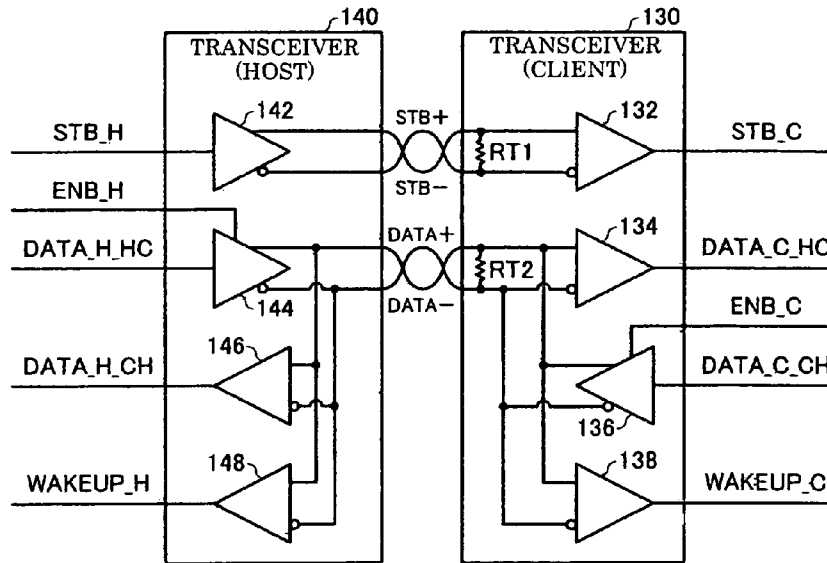 140
130
TRANSCEIVER
(HOST)
TRANSCEIVER
(CLIENT)
142
STB+
132
STB_H
RT1
STB_C
STB−
ENB_H
DATA+
134
DATA_H_HC
RT2
DATA_C_HC
144
DATA−
ENB_C
146
DATA_H_CH
DATA_C_CH
136
148
138
WAKEUP_H
WAKEUP_C